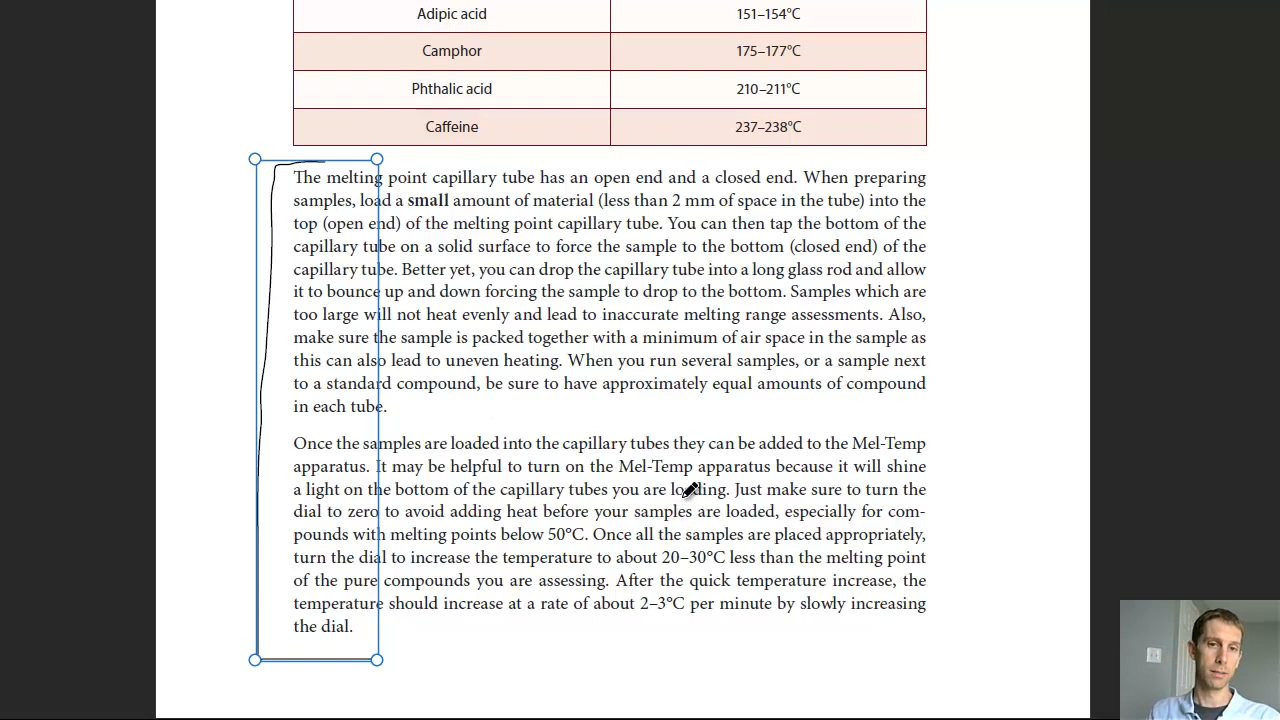 Adipic acid 151–154°C
Camphor 175–177°C
Phthalic acid 210–211°C
Caffeine 237–238°C
The melting point capillary tube has an open end and a closed end. When preparing
samples, load a small amount of material (less than 2 mm of space in the tube) into the
top (open end) of the melting point capillary tube. You can then tap the bottom of the
capillary tube on a solid surface to force the sample to the bottom (closed end) of the
capillary tube. Better yet, you can drop the capillary tube into a long glass rod and allow
it to bounce up and down forcing the sample to drop to the bottom. Samples which are
too large will not heat evenly and lead to inaccurate melting range assessments. Also,
make sure the sample is packed together with a minimum of air space in the sample as
this can also lead to uneven heating. When you run several samples, or a sample next
to a standard compound, be sure to have approximately equal amounts of compound
in each tube.
Once the samples are loaded into the capillary tubes they can be added to the Mel-Temp
apparatus. It may be helpful to turn on the Mel-Temp apparatus because it will shine
a light on the bottom of the capillary tubes you are loading. Just make sure to turn the
dial to zero to avoid adding heat before your samples are loaded, especially for com-
pounds with melting points below 50°C. Once all the samples are placed appropriately,
turn the dial to increase the temperature to about 20–30°C less than the melting point
of the pure compounds you are assessing. After the quick temperature increase, the
temperature should increase at a rate of about 2–3°C per minute by slowly increasing
the dial.